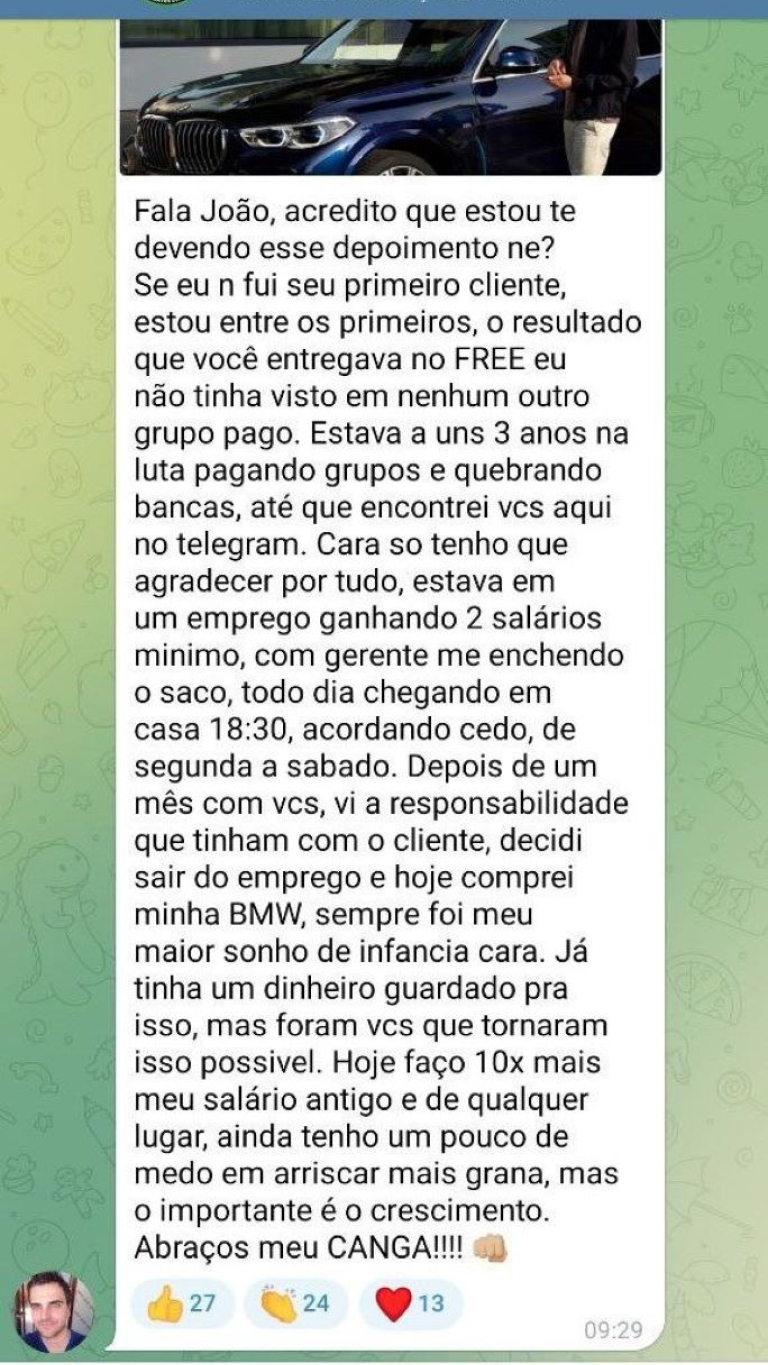 Fala João, acredito que estou te
devendo esse depoimento ne?
Se eu n fui seu primeiro cliente,
estou entre os primeiros, o resultado
que você entregava no FREE eu
não tinha visto em nenhum outro
grupo pago. Estava a uns 3 anos na
luta pagando grupos e quebrando
bancas, até que encontrei vcs aqui
no telegram. Cara so tenho que
agradecer por tudo, estava em
um emprego ganhando 2 salários
minimo, com gerente me enchendo
o saco, todo dia chegando em
casa 18:30, acordando cedo, de
segunda a sabado. Depois de um
mês com vcs, vi a responsabilidade
que tinham com o cliente, decidi
sair do emprego e hoje comprei
minha BMW, sempre foi meu
maior sonho de infancia cara. Já
tinha um dinheiro guardado pra
isso, mas foram vcs que tornaram
isso possivel. Hoje faço 10x mais
meu salário antigo e de qualquer
lugar, ainda tenho um pouco de
medo em arriscar mais grana, mas
o importante é o crescimento.
Abraços meu CANGA!!!! 👊🏼
👍 27 👏 24 ❤️ 13
09:29